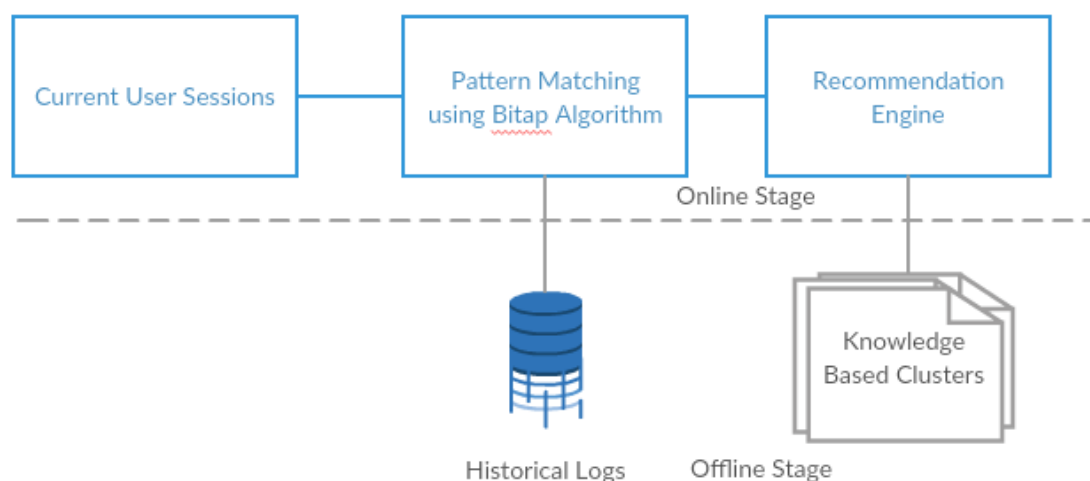 Current User Sessions
Pattern Matching
using Bitap Algorithm
Recommendation
Engine
Online Stage
Knowledge
Based Clusters
Historical Logs
Offline Stage